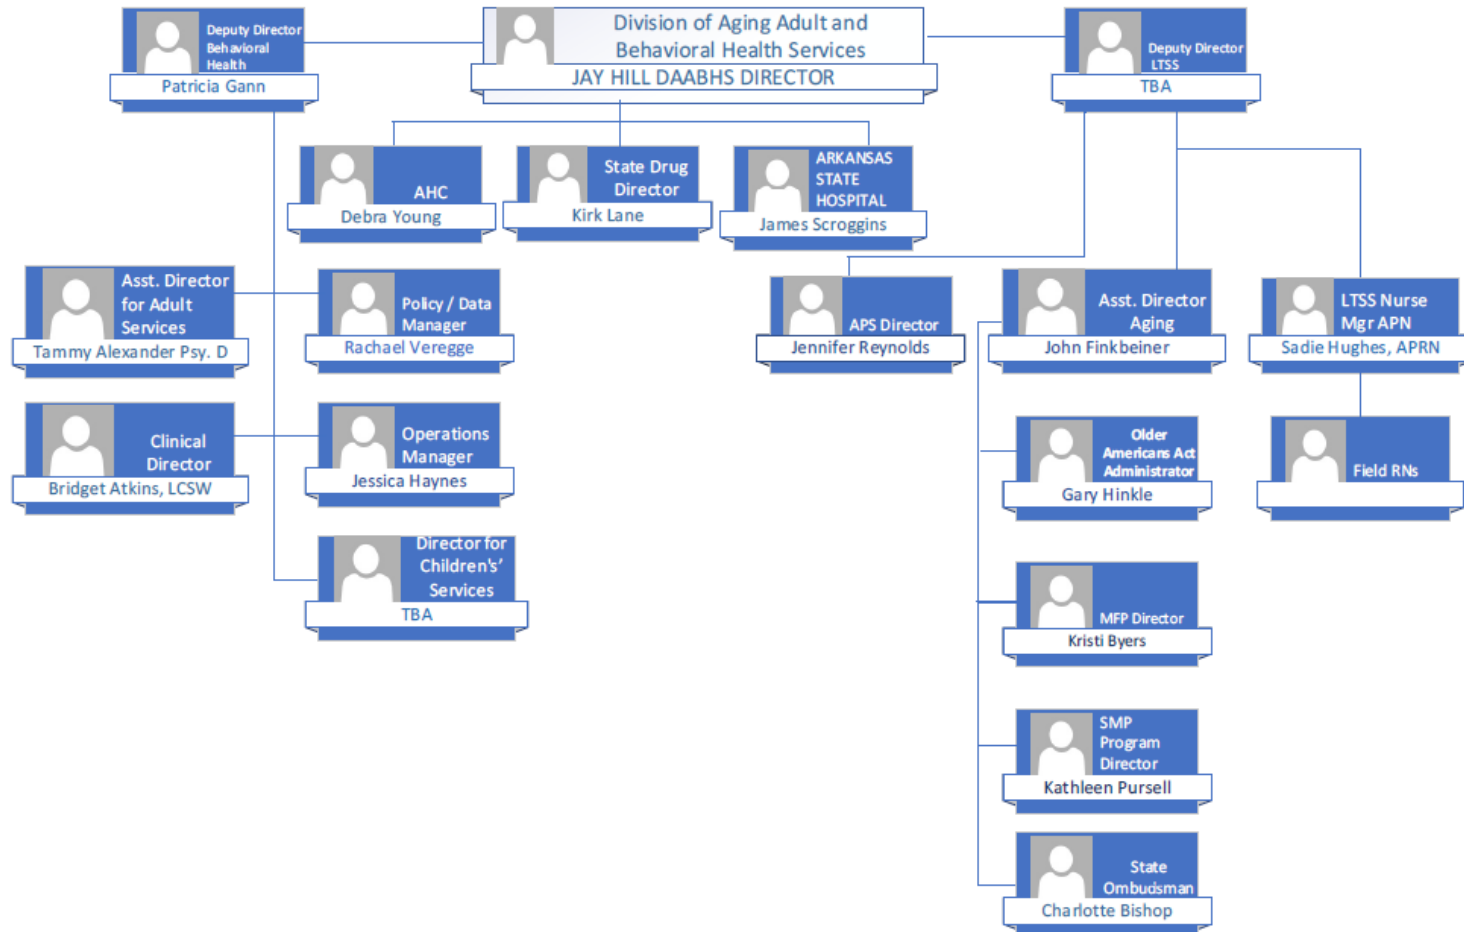 Deputy Director
Behavioral
Health
Patricia Gann
Division of Aging Adult and
Behavioral Health Services
JAY HILL DAABHS DIRECTOR
Deputy Director
LTSS
TBA
AHC
Debra Young
State Drug
Director
Kirk Lane
ARKANSAS
STATE
HOSPITAL
James Scroggins
Asst. Director
for Adult
Services
Tammy Alexander Psy. D
Policy / Data
Manager
Rachael Veregge
APS Director
Jennifer Reynolds
Asst. Director
Aging
John Finkbeiner
LTSS Nurse
Mgr APN
Sadie Hughes, APRN
Clinical
Director
Bridget Atkins, LCSW
Operations
Manager
Jessica Haynes
Older
Americans Act
Administrator
Gary Hinkle
Field RNs
Director for
Children's’
Services
TBA
MFP Director
Kristi Byers
SMP
Program
Director
Kathleen Pursell
State
Ombudsman
Charlotte Bishop